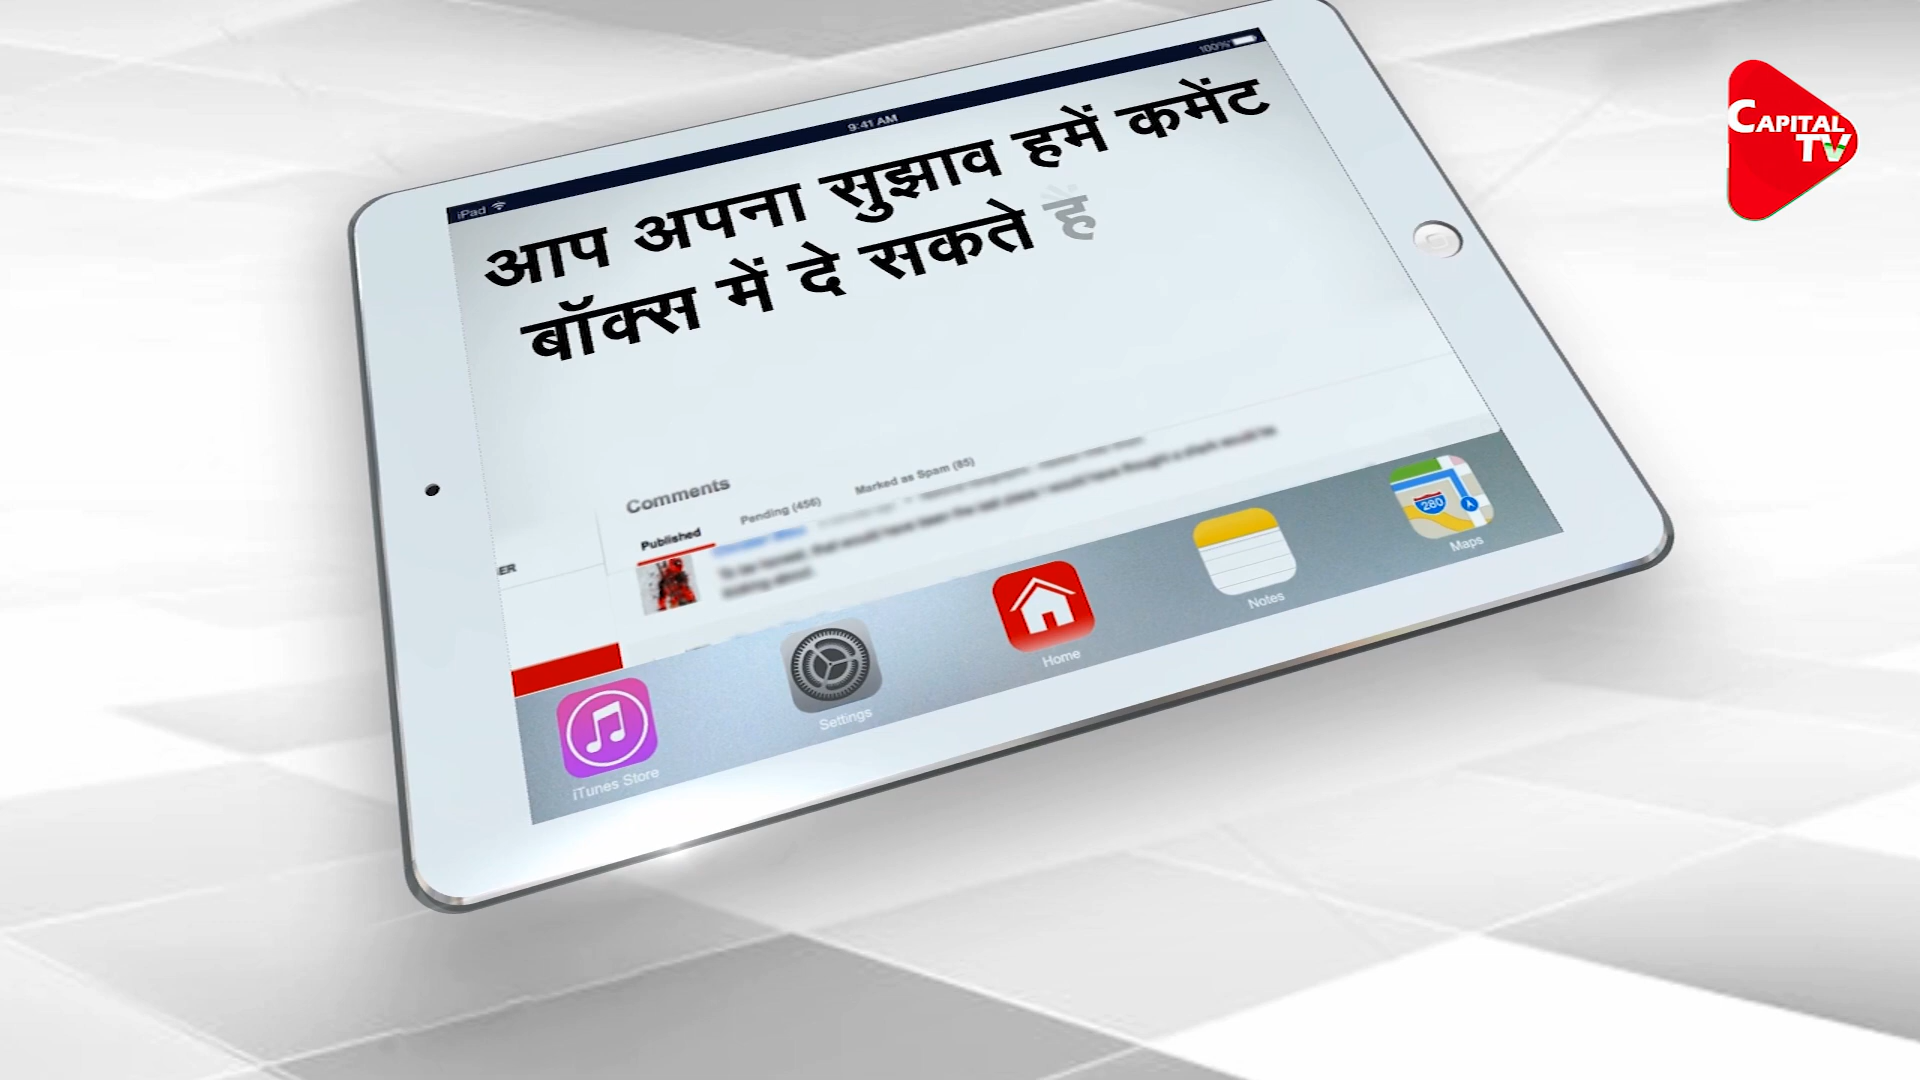 iPad
9:41 AM
100%
आप अपना सुझाव हमें कमेंट
बॉक्स में दे सकते हैं
CAPITAL
TV
Comments
Published
Pending (456)
Marked as Spam (85)
ER
iTunes Store
Settings
Home
Notes
Maps
280